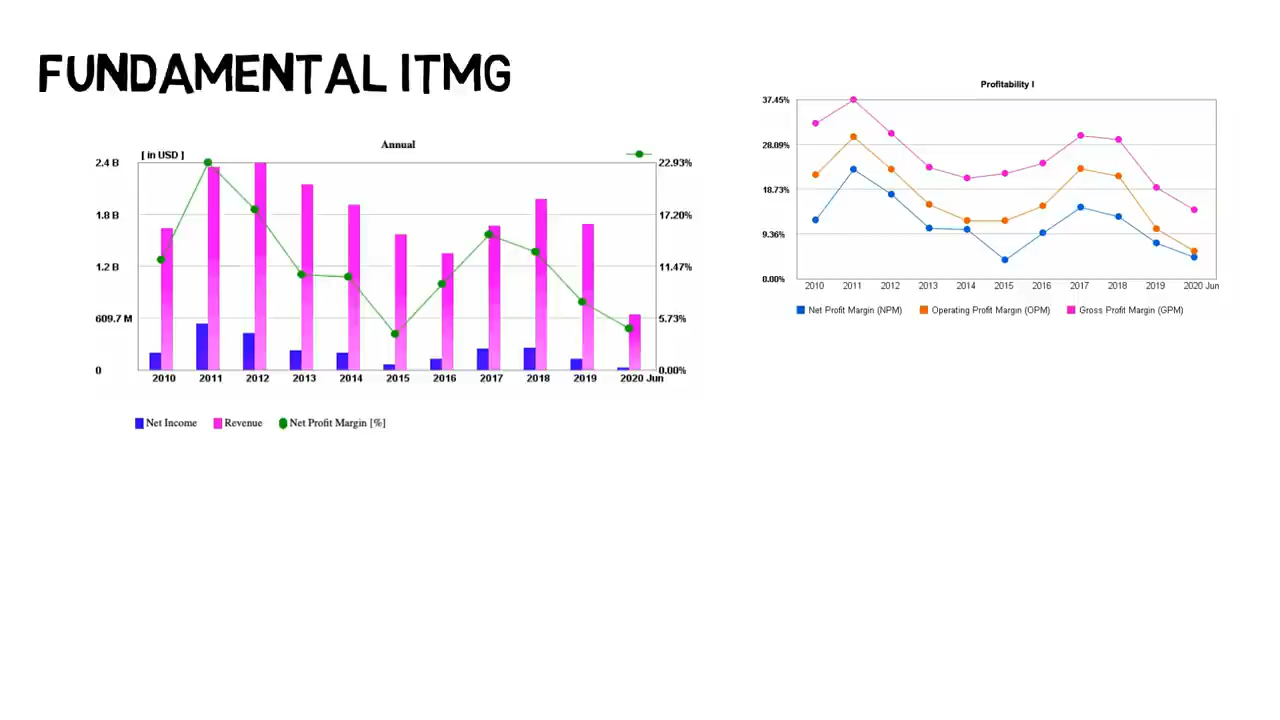 FUNDAMENTAL ITMG
Annual
[ in USD ]
2.4 B
1.8 B
1.2 B
609.7 M
0
22.93%
17.20%
11.47%
5.73%
0.00%
2010 2011 2012 2013 2014 2015 2016 2017 2018 2019 2020 Jun
Net Income Revenue Net Profit Margin [%]
Profitability I
37.45%
28.09%
18.73%
9.36%
0.00%
2010 2011 2012 2013 2014 2015 2016 2017 2018 2019 2020 Jun
Net Profit Margin (NPM) Operating Profit Margin (OPM) Gross Profit Margin (GPM)